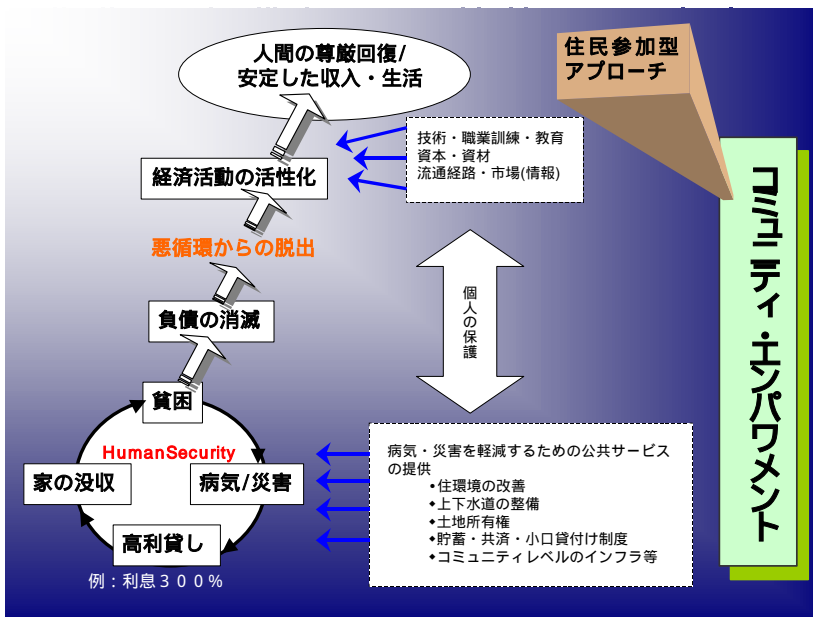 人間の尊厳回復/
安定した収入・生活
住民参加型
アプローチ
技術・職業訓練・教育
資本・資材
流通経路・市場(情報)
経済活動の活性化
悪循環からの脱出
負債の消滅
個人の保護
コミュニティ・エンパワメント
貧困
HumanSecurity
家の没収
病気/災害
高利貸し
例：利息３００％
病気・災害を軽減するための公共サービス
の提供
•住環境の改善
•上下水道の整備
•土地所有権
•貯蓄・共済・小口貸付け制度
•コミュニティレベルのインフラ等